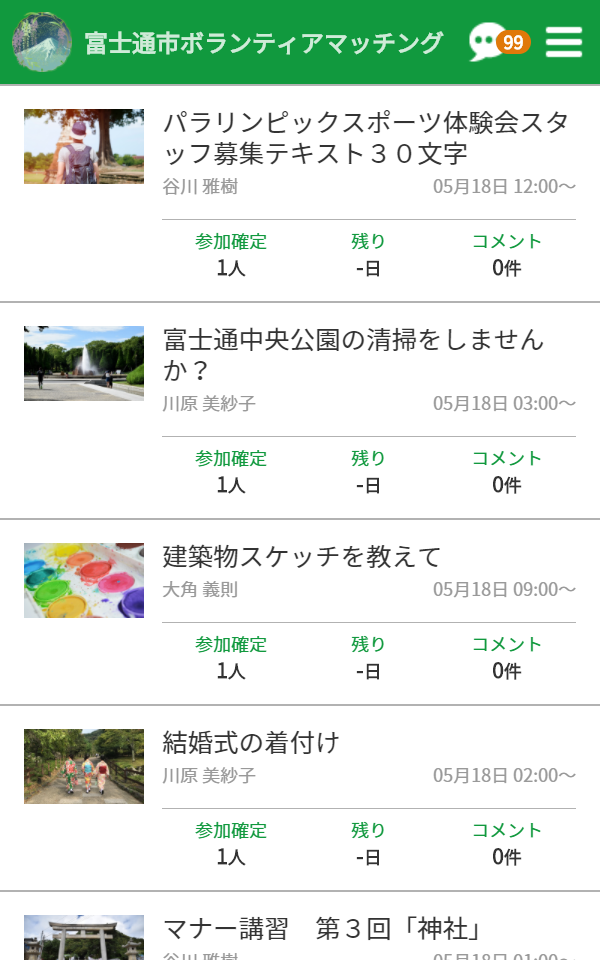 富士通市ボランティアマッチング
99
パラリンピックスポーツ体験会スタ
ッフ募集テキスト３０文字
谷川 雅樹 05月18日 12:00～
参加確定 残り コメント
1人 -日 0件
富士通中央公園の清掃をしません
か？
川原 美紗子 05月18日 03:00～
参加確定 残り コメント
1人 -日 0件
建築物スケッチを教えて
大角 義則 05月18日 09:00～
参加確定 残り コメント
1人 -日 0件
結婚式の着付け
川原 美紗子 05月18日 02:00～
参加確定 残り コメント
1人 -日 0件
マナー講習　第３回「神社」
谷川 雅樹 05月18日 01:00～